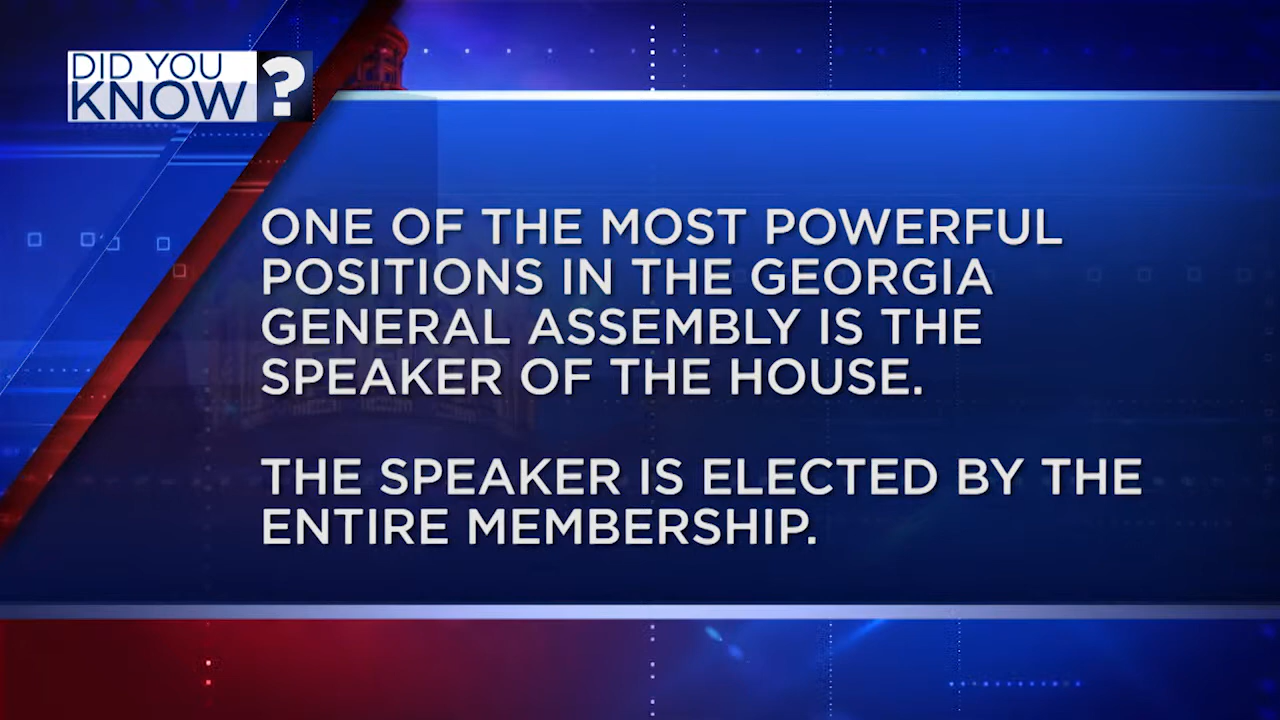 DID YOU
KNOW ?
ONE OF THE MOST POWERFUL
POSITIONS IN THE GEORGIA
GENERAL ASSEMBLY IS THE
SPEAKER OF THE HOUSE.
THE SPEAKER IS ELECTED BY THE
ENTIRE MEMBERSHIP.